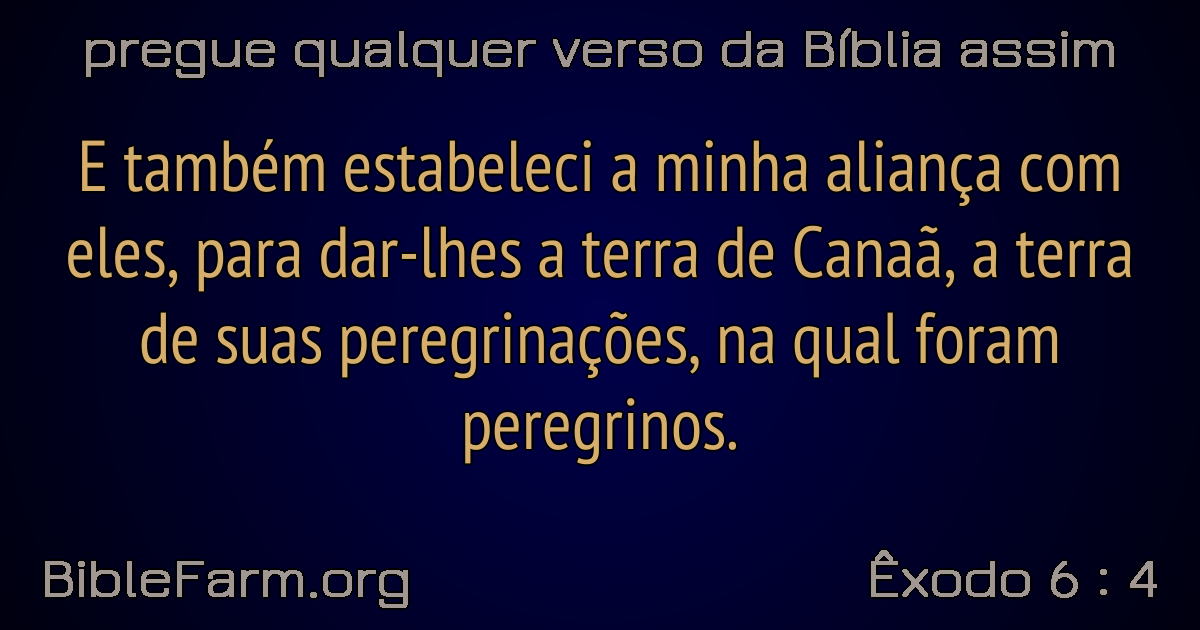 pregue qualquer verso da Bíblia assim
E também estabeleci a minha aliança com
eles, para dar-lhes a terra de Canaã, a terra
de suas peregrinações, na qual foram
peregrinos.
BibleFarm.org
Êxodo 6 : 4